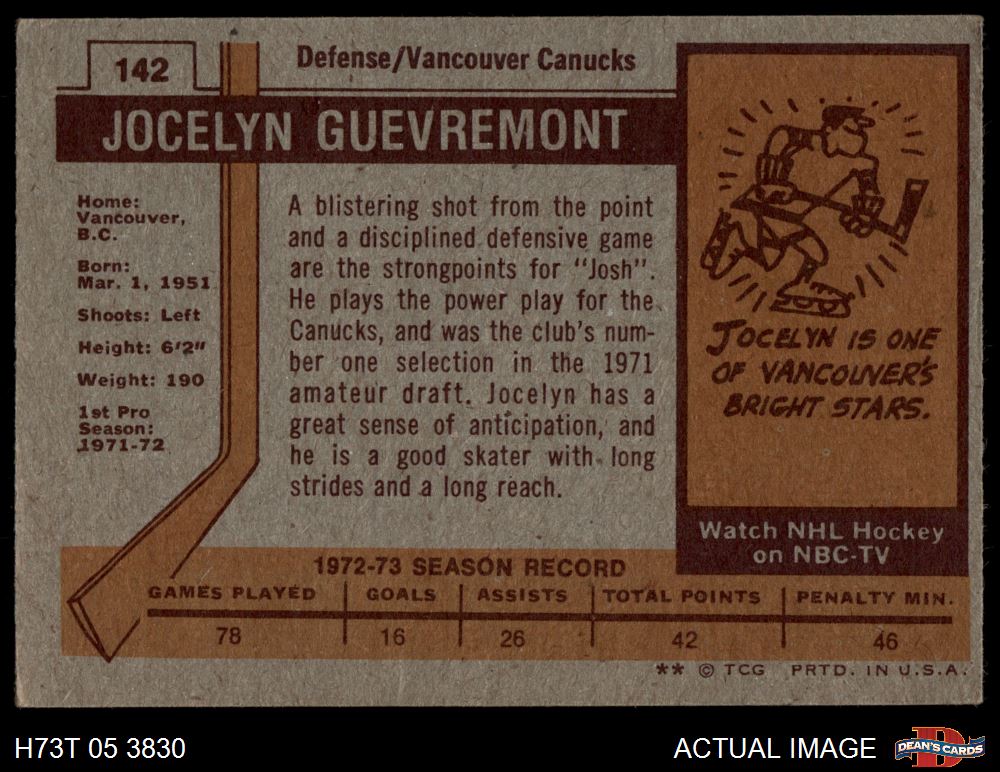 142
Defense/Vancouver Canucks
JOCELYN GUEVREMONT
Home:
Vancouver,
B.C.
Born:
Mar. 1, 1951
Shoots: Left
Height: 6'2"
Weight: 190
1st Pro
Season:
1971-72
A blistering shot from the point
and a disciplined defensive game
are the strongpoints for "Josh".
He plays the power play for the
Canucks, and was the club's num-
ber one selection in the 1971
amateur draft. Jocelyn has a
great sense of anticipation, and
he is a good skater with long
strides and a long reach.
JOCELYN IS ONE
OF VANCOUVER'S
BRIGHT STARS.
Watch NHL Hockey
on NBC-TV
1972-73 SEASON RECORD
GAMES PLAYED GOALS ASSISTS TOTAL POINTS PENALTY MIN.
78 16 26 42 46
** © TCG PRTD. IN U.S.A.
H73T 05 3830
ACTUAL IMAGE
DEAN'S CARDS